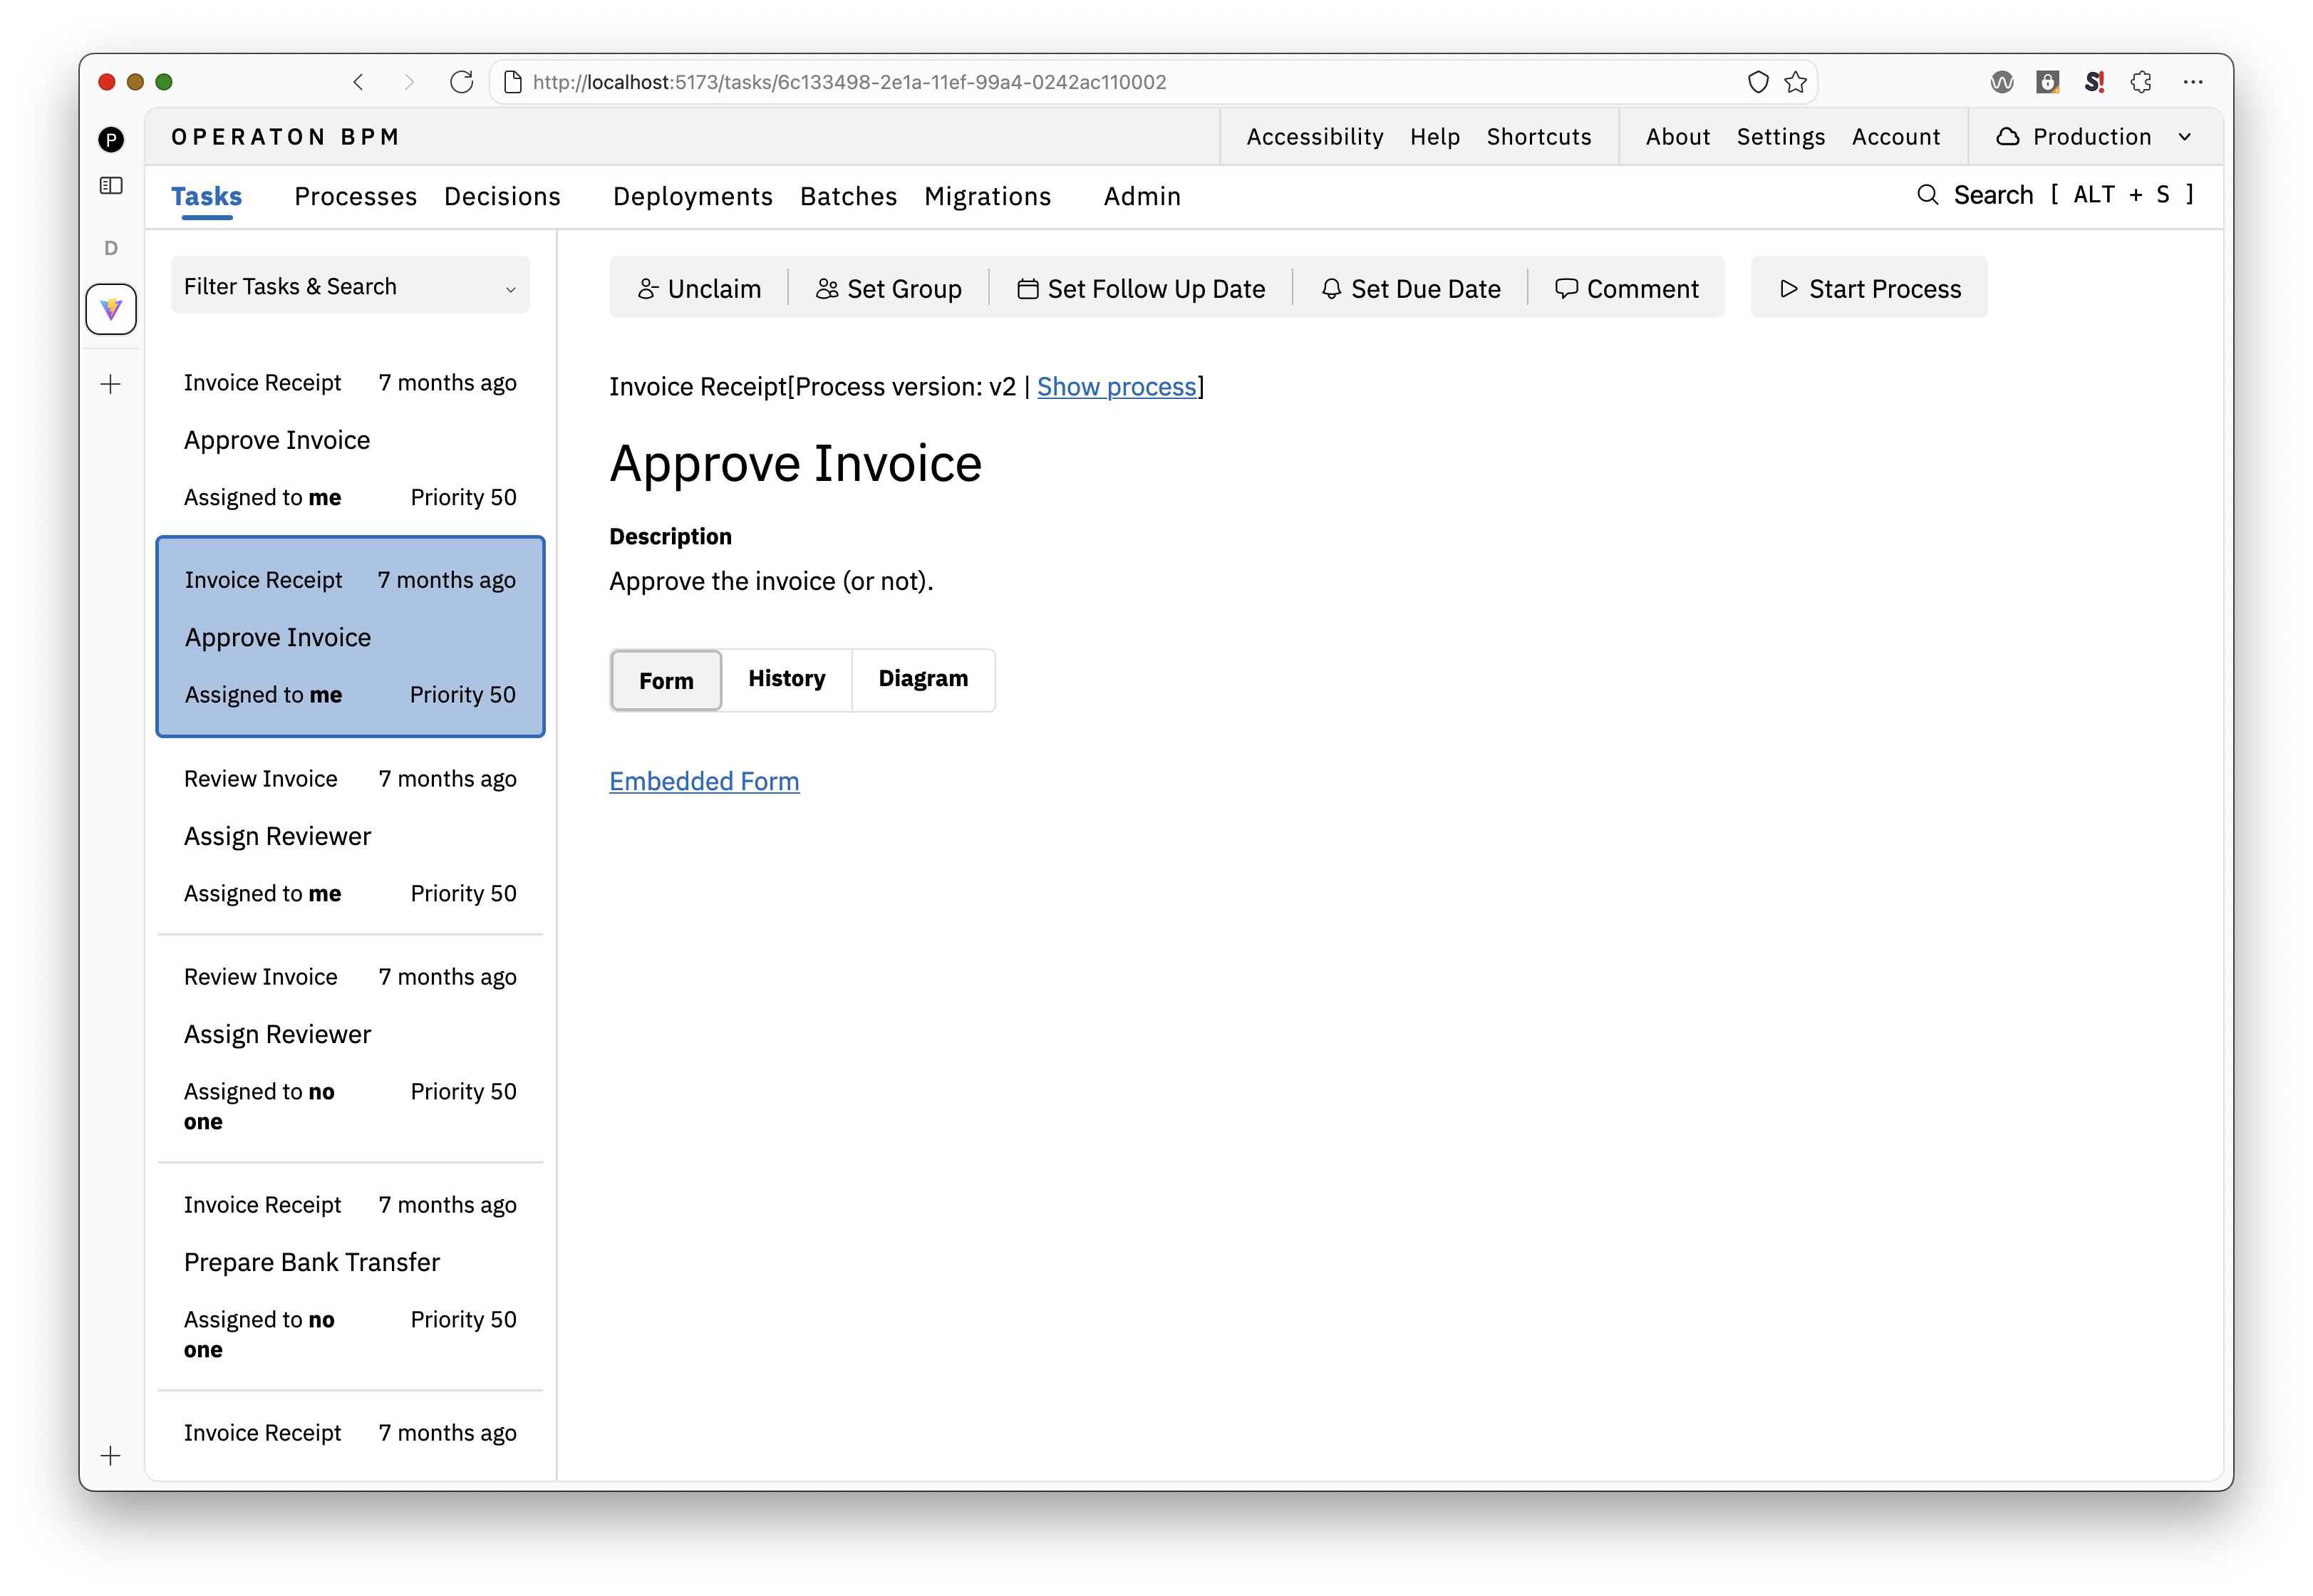 http://localhost:5173/tasks/6c133498-2e1a-11ef-99a4-0242ac110002
S!
P
D
OPERATON BPM
Accessibility Help Shortcuts About Settings Account Production
Tasks Processes Decisions Deployments Batches Migrations Admin Search [ ALT + S ]
Filter Tasks & Search
Invoice Receipt 7 months ago
Approve Invoice
Assigned to me Priority 50
Invoice Receipt 7 months ago
Approve Invoice
Assigned to me Priority 50
Review Invoice 7 months ago
Assign Reviewer
Assigned to me Priority 50
Review Invoice 7 months ago
Assign Reviewer
Assigned to no Priority 50
one
Invoice Receipt 7 months ago
Prepare Bank Transfer
Assigned to no Priority 50
one
Invoice Receipt 7 months ago
Unclaim Set Group Set Follow Up Date Set Due Date Comment Start Process
Invoice Receipt[Process version: v2 | Show process]
Approve Invoice
Description
Approve the invoice (or not).
Form History Diagram
Embedded Form